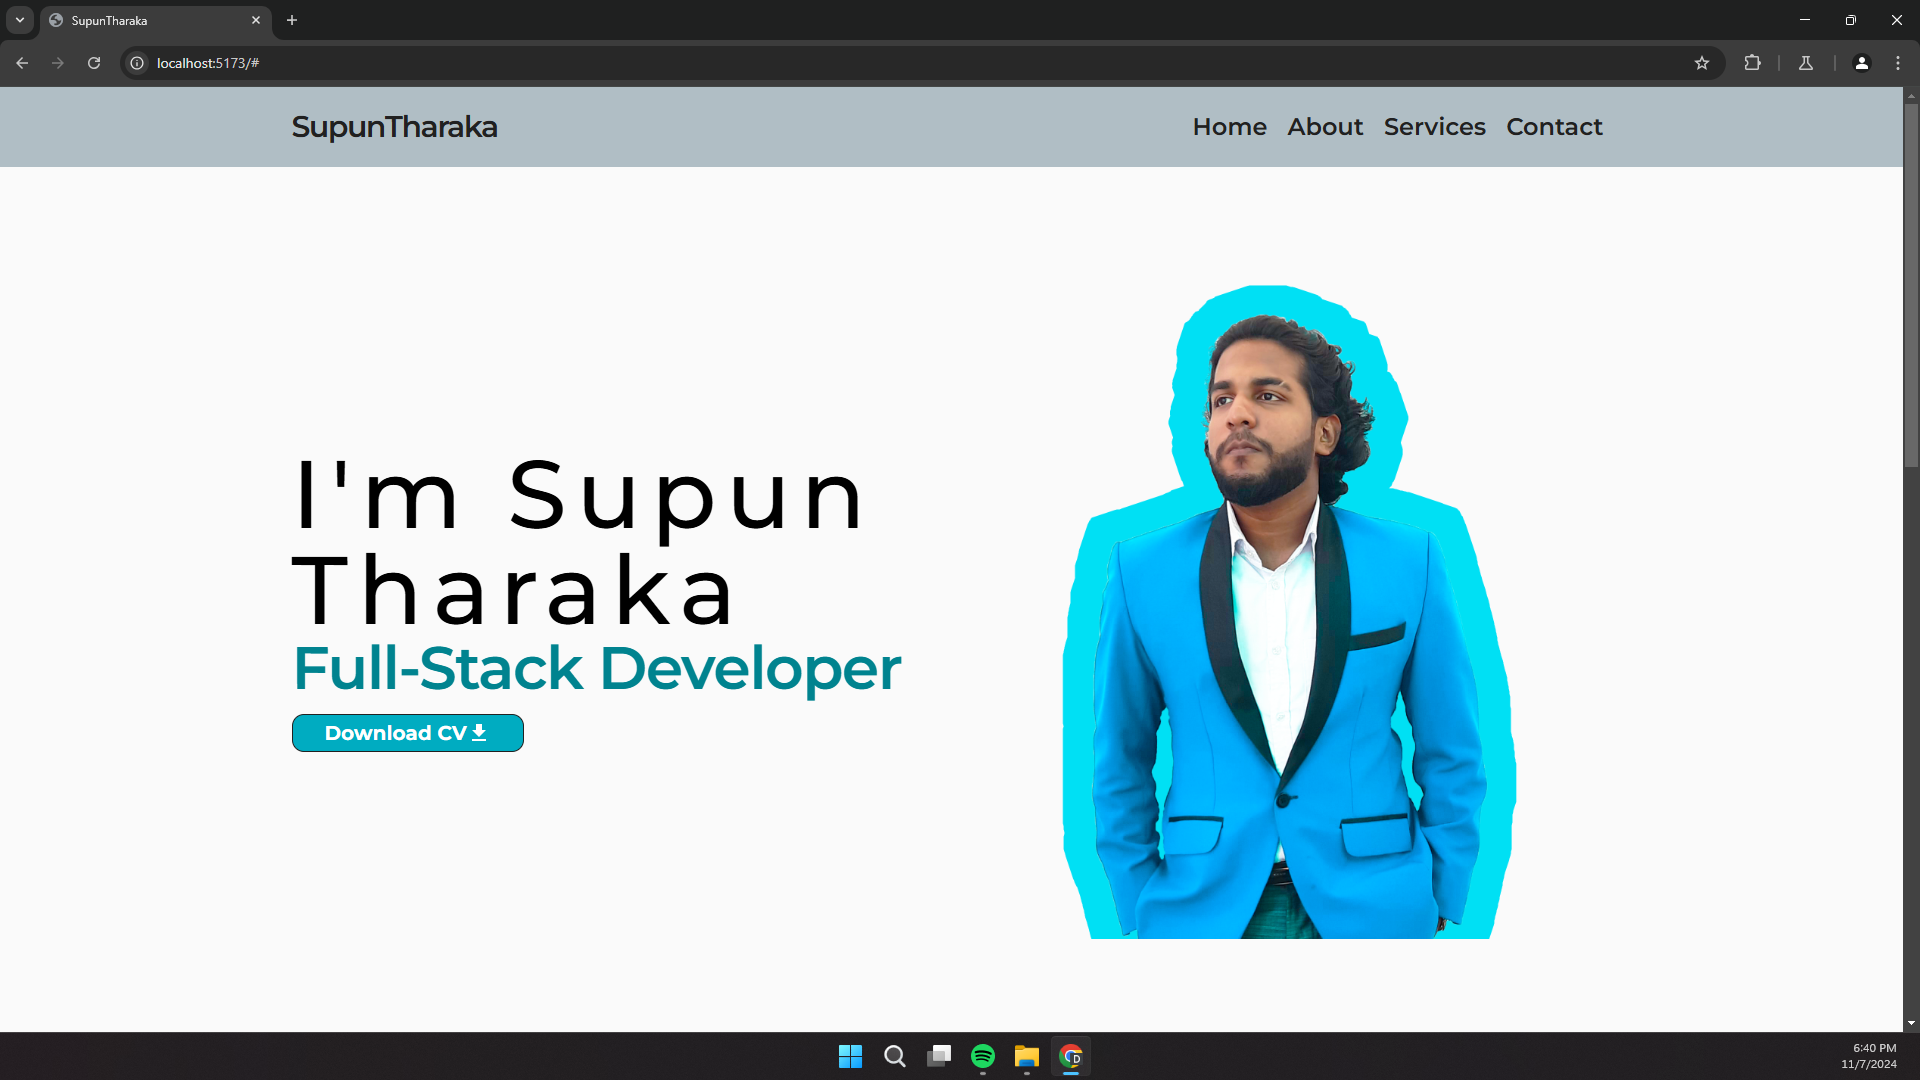 SupunTharaka
localhost:5173/#
SupunTharaka
Home About Services Contact
I'm Supun
Tharaka
Full-Stack Developer
Download CV
6:40 PM
11/7/2024